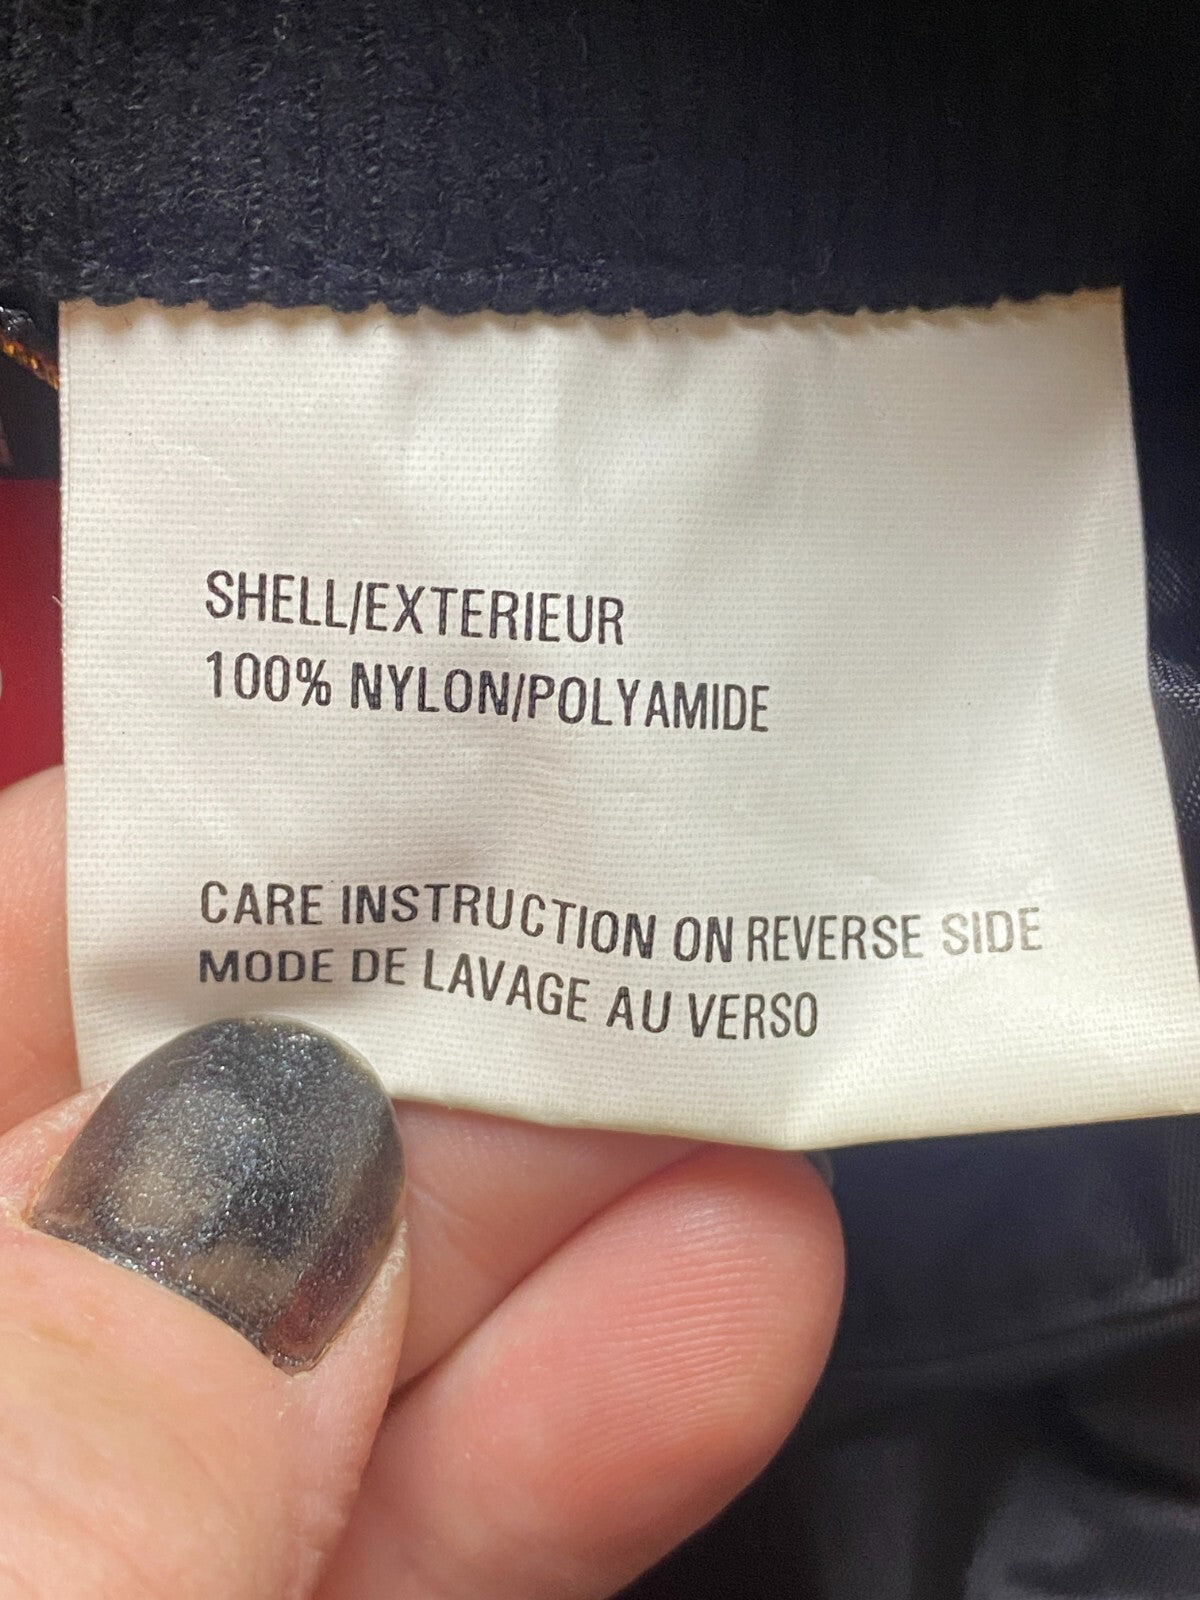 SHELL/EXTERIEUR
100% NYLON/POLYAMIDE
CARE INSTRUCTION ON REVERSE SIDE
MODE DE LAVAGE AU VERSO